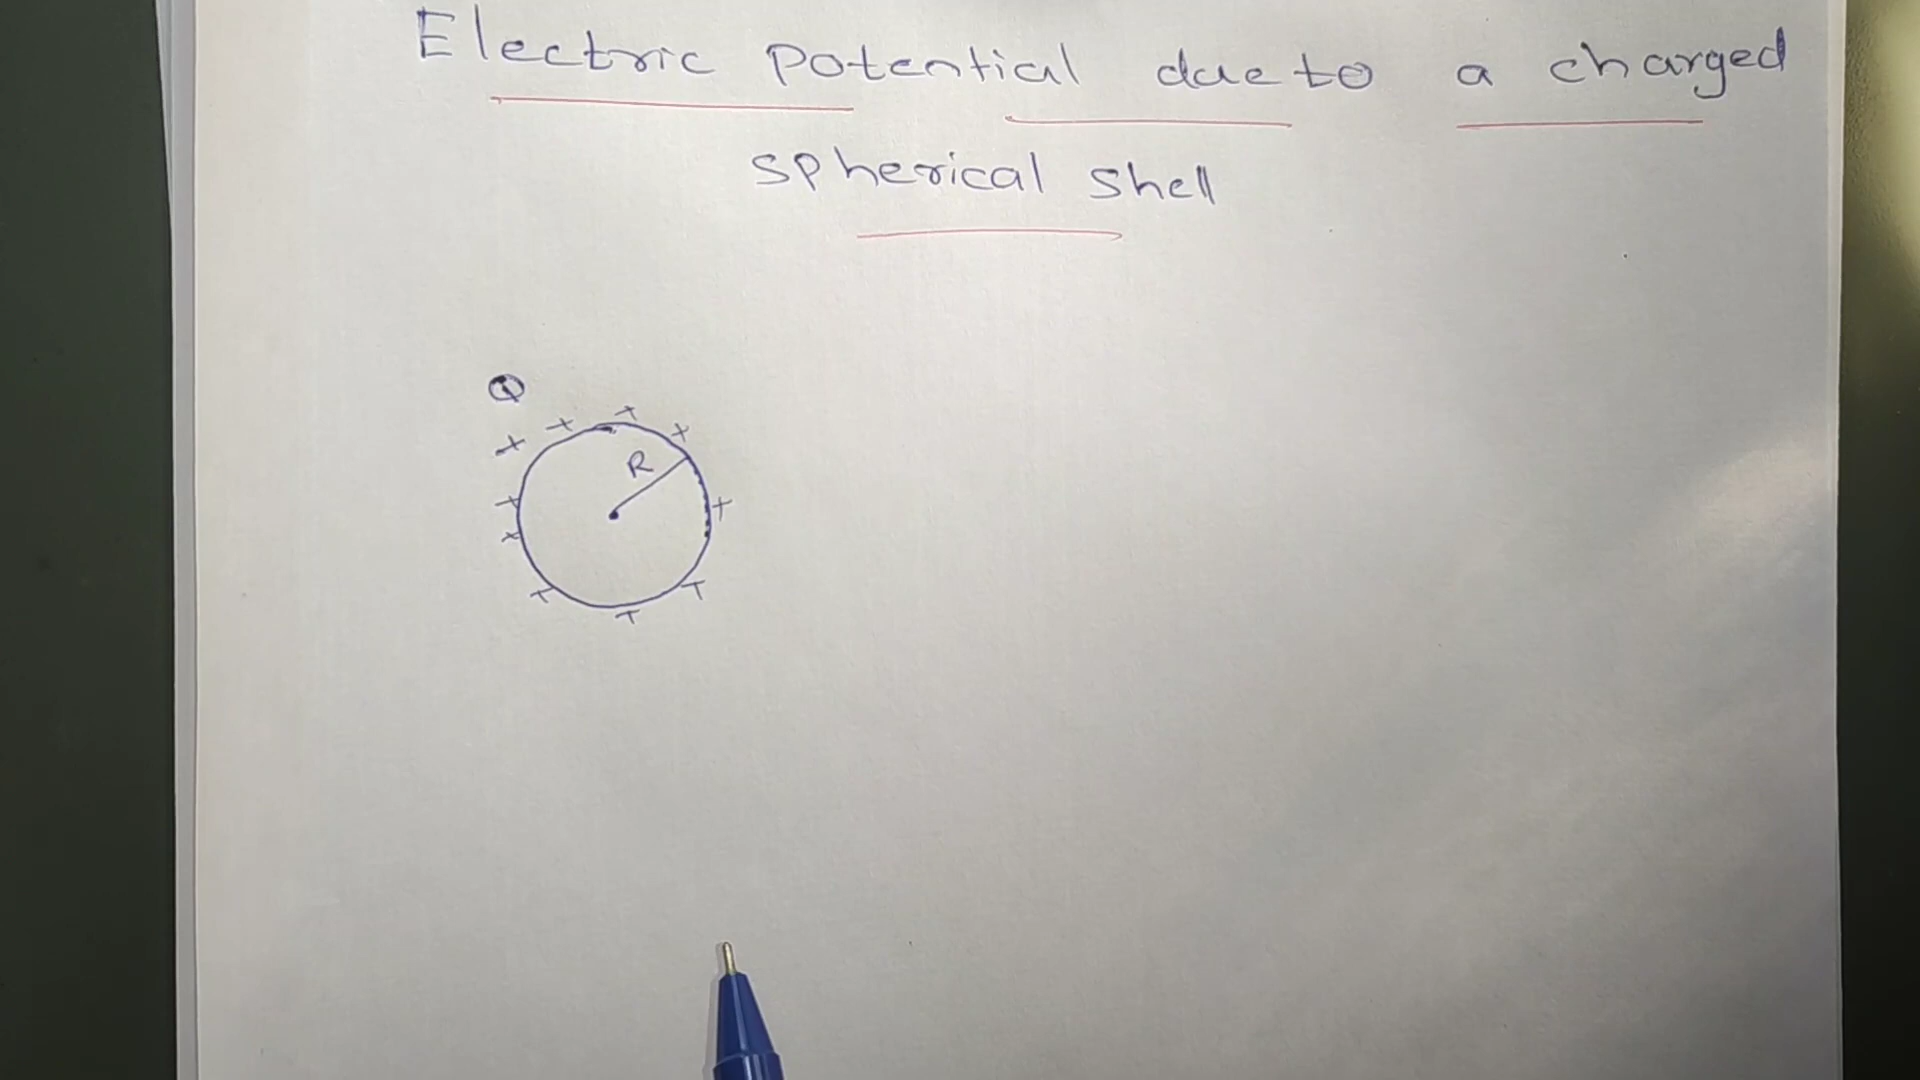 Electric potential due to a charged
spherical shell
Q
+ + +
+
R
+ +
+
+ +
+